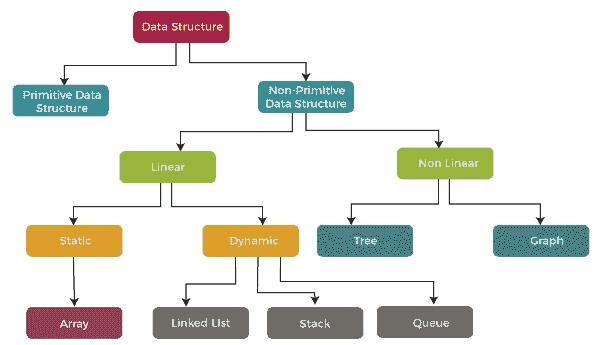 Data Structure
Primitive Data
Structure
Non-Primitive
Data Structure
Linear
Non Linear
Static
Dynamic
Tree
Graph
Array
Linked LIst
Stack
Queue